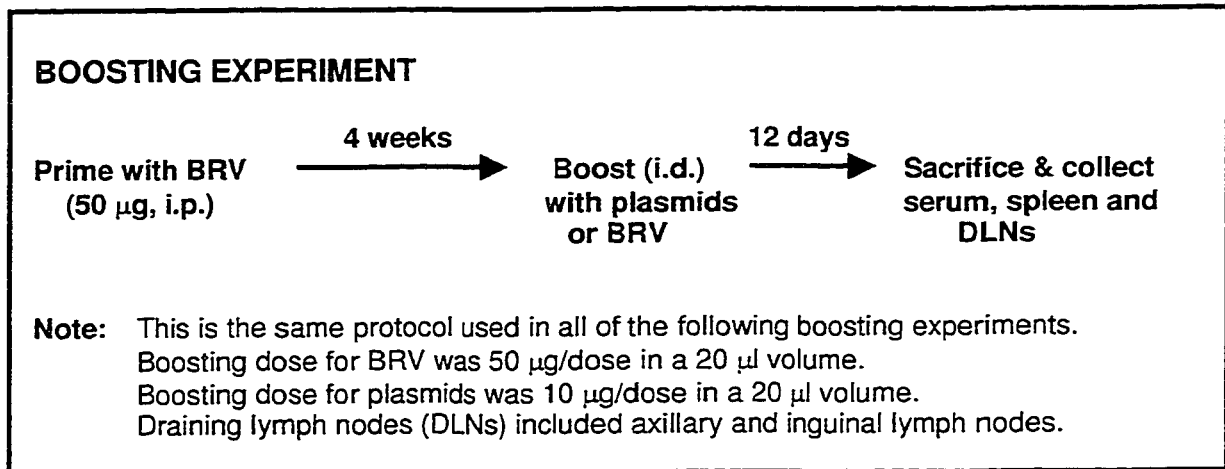 BOOSTING EXPERIMENT
4 weeks
12 days
Prime with BRV
(50 µg, i.p.)
Boost (i.d.)
with plasmids
or BRV
Sacrifice & collect
serum, spleen and
DLNs
Note: This is the same protocol used in all of the following boosting experiments.
Boosting dose for BRV was 50 µg/dose in a 20 µl volume.
Boosting dose for plasmids was 10 µg/dose in a 20 µl volume.
Draining lymph nodes (DLNs) included axillary and inguinal lymph nodes.